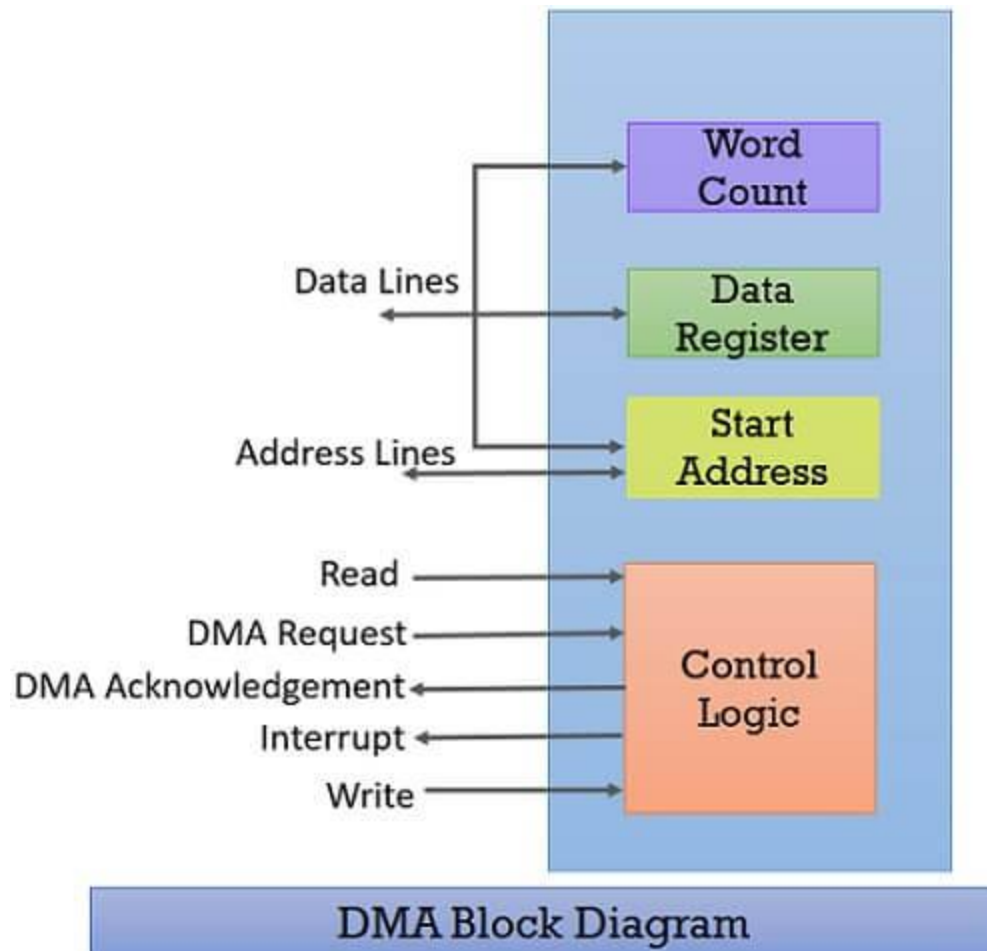 Word
Count
Data Lines
Data
Register
Address Lines
Start
Address
Read
DMA Request
DMA Acknowledgement
Interrupt
Write
Control
Logic
DMA Block Diagram